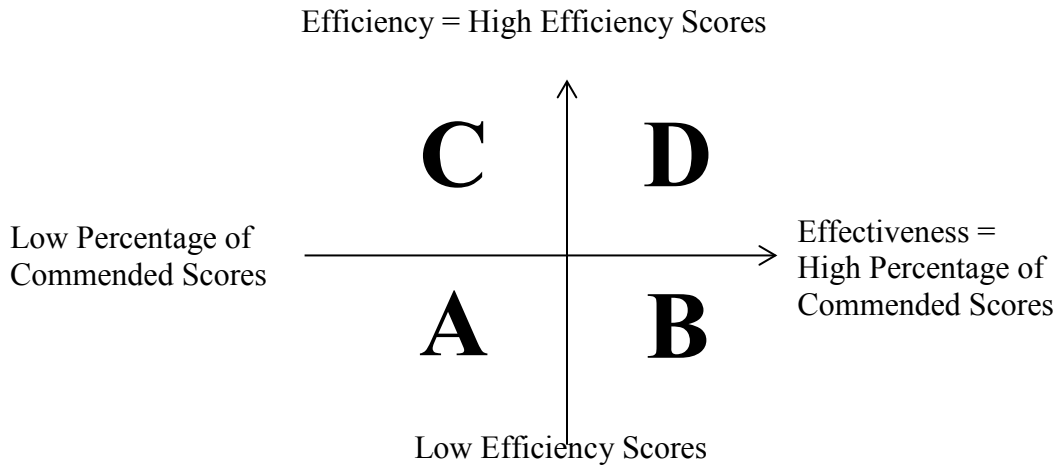 Efficiency = High Efficiency Scores
C
D
Low Percentage of
Commended Scores
Effectiveness =
High Percentage of
Commended Scores
A
B
Low Efficiency Scores